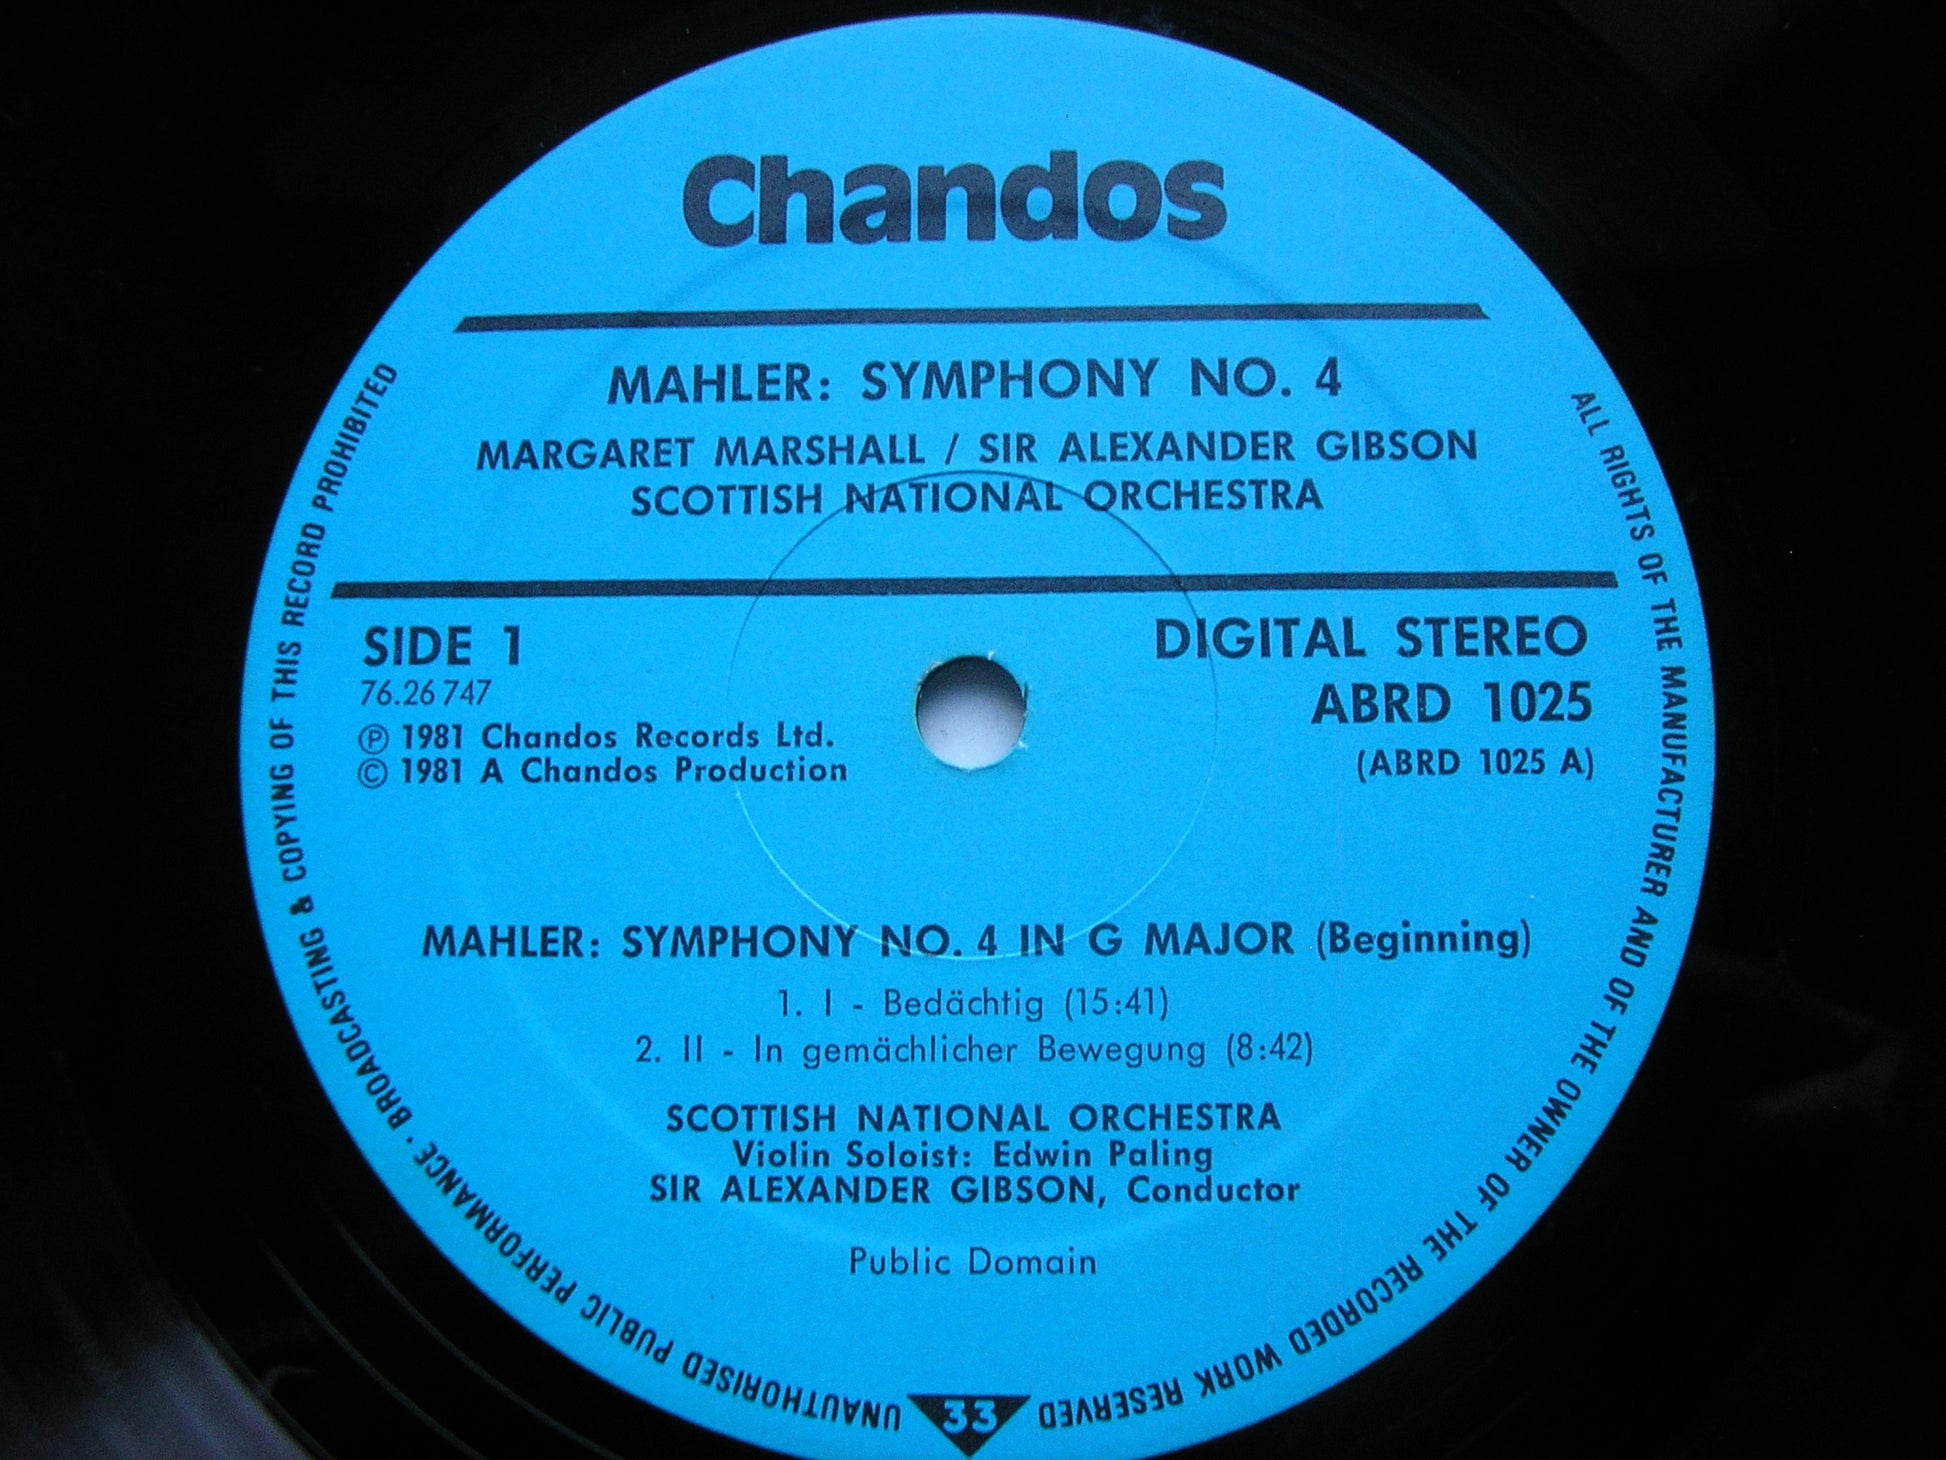 Chandos
MAHLER: SYMPHONY NO. 4
MARGARET MARSHALL / SIR ALEXANDER GIBSON
SCOTTISH NATIONAL ORCHESTRA
SIDE 1
76.26 747
℗ 1981 Chandos Records Ltd.
© 1981 A Chandos Production
DIGITAL STEREO
ABRD 1025
(ABRD 1025 A)
MAHLER: SYMPHONY NO. 4 IN G MAJOR (Beginning)
1. I - Bedächtig (15:41)
2. II - In gemächlicher Bewegung (8:42)
SCOTTISH NATIONAL ORCHESTRA
Violin Soloist: Edwin Paling
SIR ALEXANDER GIBSON, Conductor
Public Domain
ALL RIGHTS OF THE MANUFACTURER AND OF THE OWNER OF THE RECORDED WORK RESERVED
33
UNAUTHORISED PUBLIC PERFORMANCE. BROADCASTING & COPYING OF THIS RECORD PROHIBITED